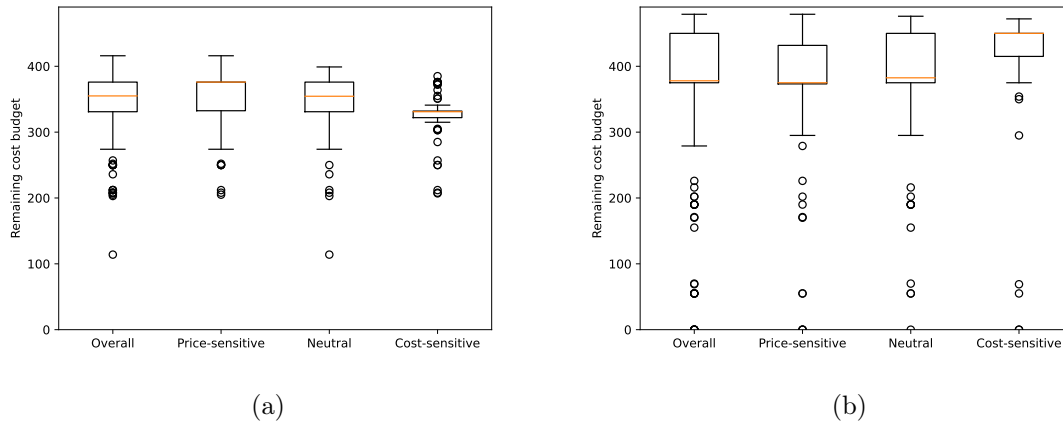 400
300
200
100
0
Remaining cost budget
Overall Price-sensitive Neutral Cost-sensitive
(a)
400
300
200
100
0
Remaining cost budget
Overall Price-sensitive Neutral Cost-sensitive
(b)